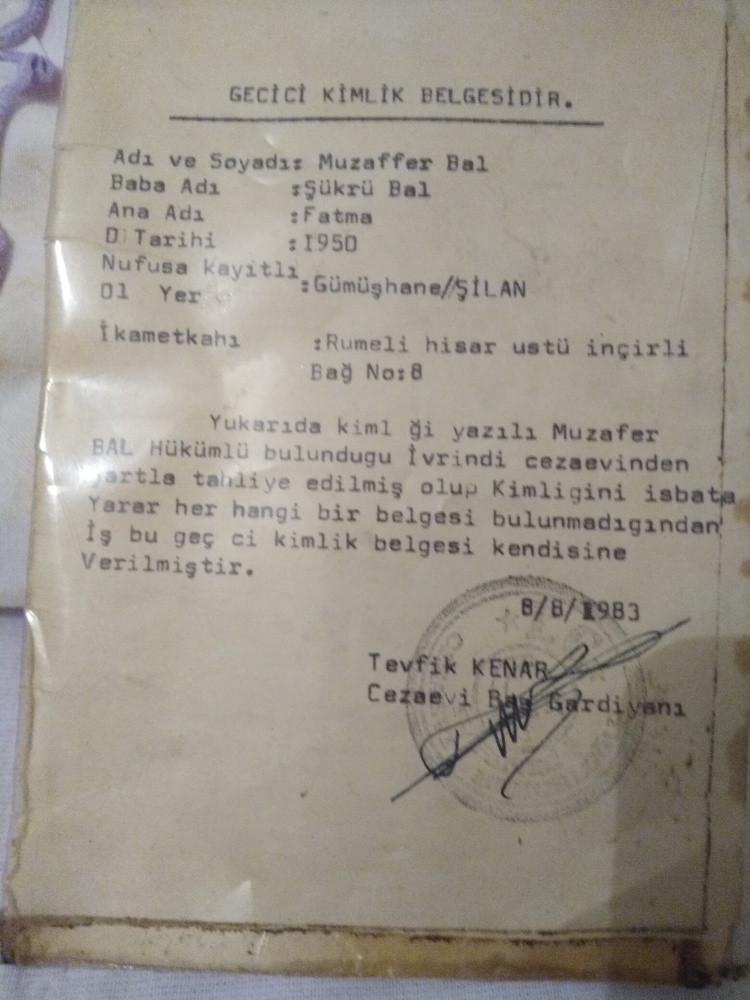 GECİCİ KİMLİK BELGESİDİR.
Adı ve Soyadı: Muzaffer Bal
Baba Adı :Şükrü Bal
Ana Adı :Fatma
D Tarihi :I950
Nufusa kayıtlı
Ol Yer :Gümüşhane/ŞİLAN
İkametkahı :Rumeli hisar ustü inçirli
Bağ No:8
Yukarıda kiml ği yazılı Muzafer
BAL Hükümlü bulundugu İvrindi cezaevinden
şartla tahliye edilmiş olup Kimligini isbata
Yarar her hangi bir belgesi bulunmadıgından
İş bu geç ci kimlik belgesi kendisine
Verilmiştir.
8/8/I983
Tevfik KENAR
Cezaevi Baş Gardiyanı